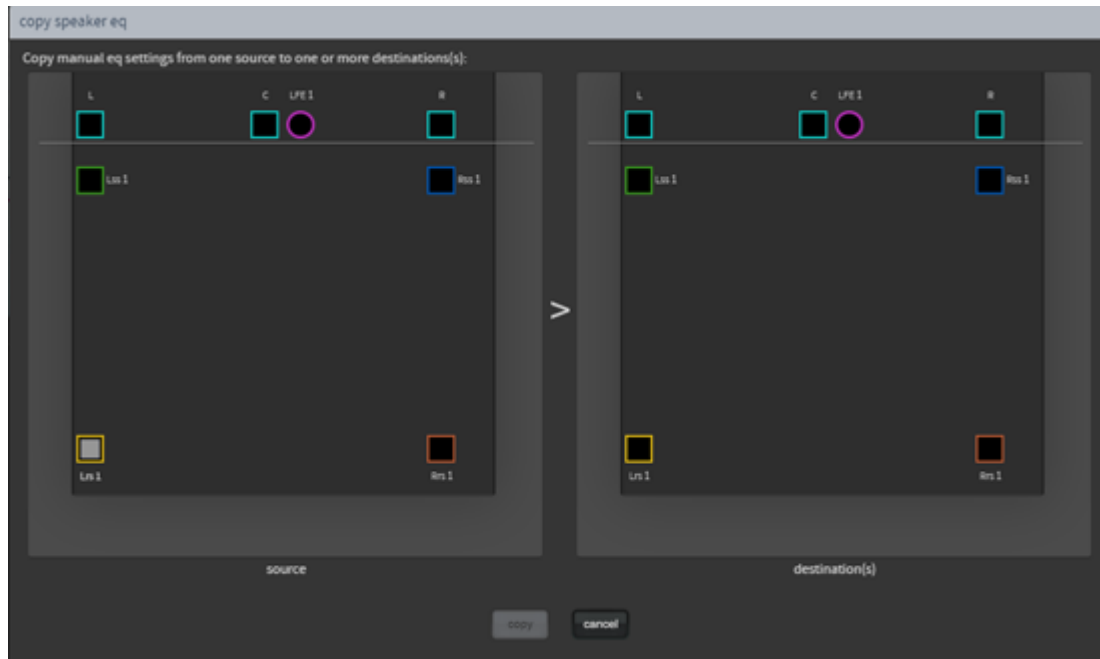 copy speaker eq
Copy manual eq settings from one source to one or more destinations(s):
L C LFE 1 R
L C LFE 1 R
Lss 1 Rss 1
Lss 1 Rss 1
>
Lrs 1 Rrs 1
Lrs 1 Rrs 1
source
destination(s)
copy cancel